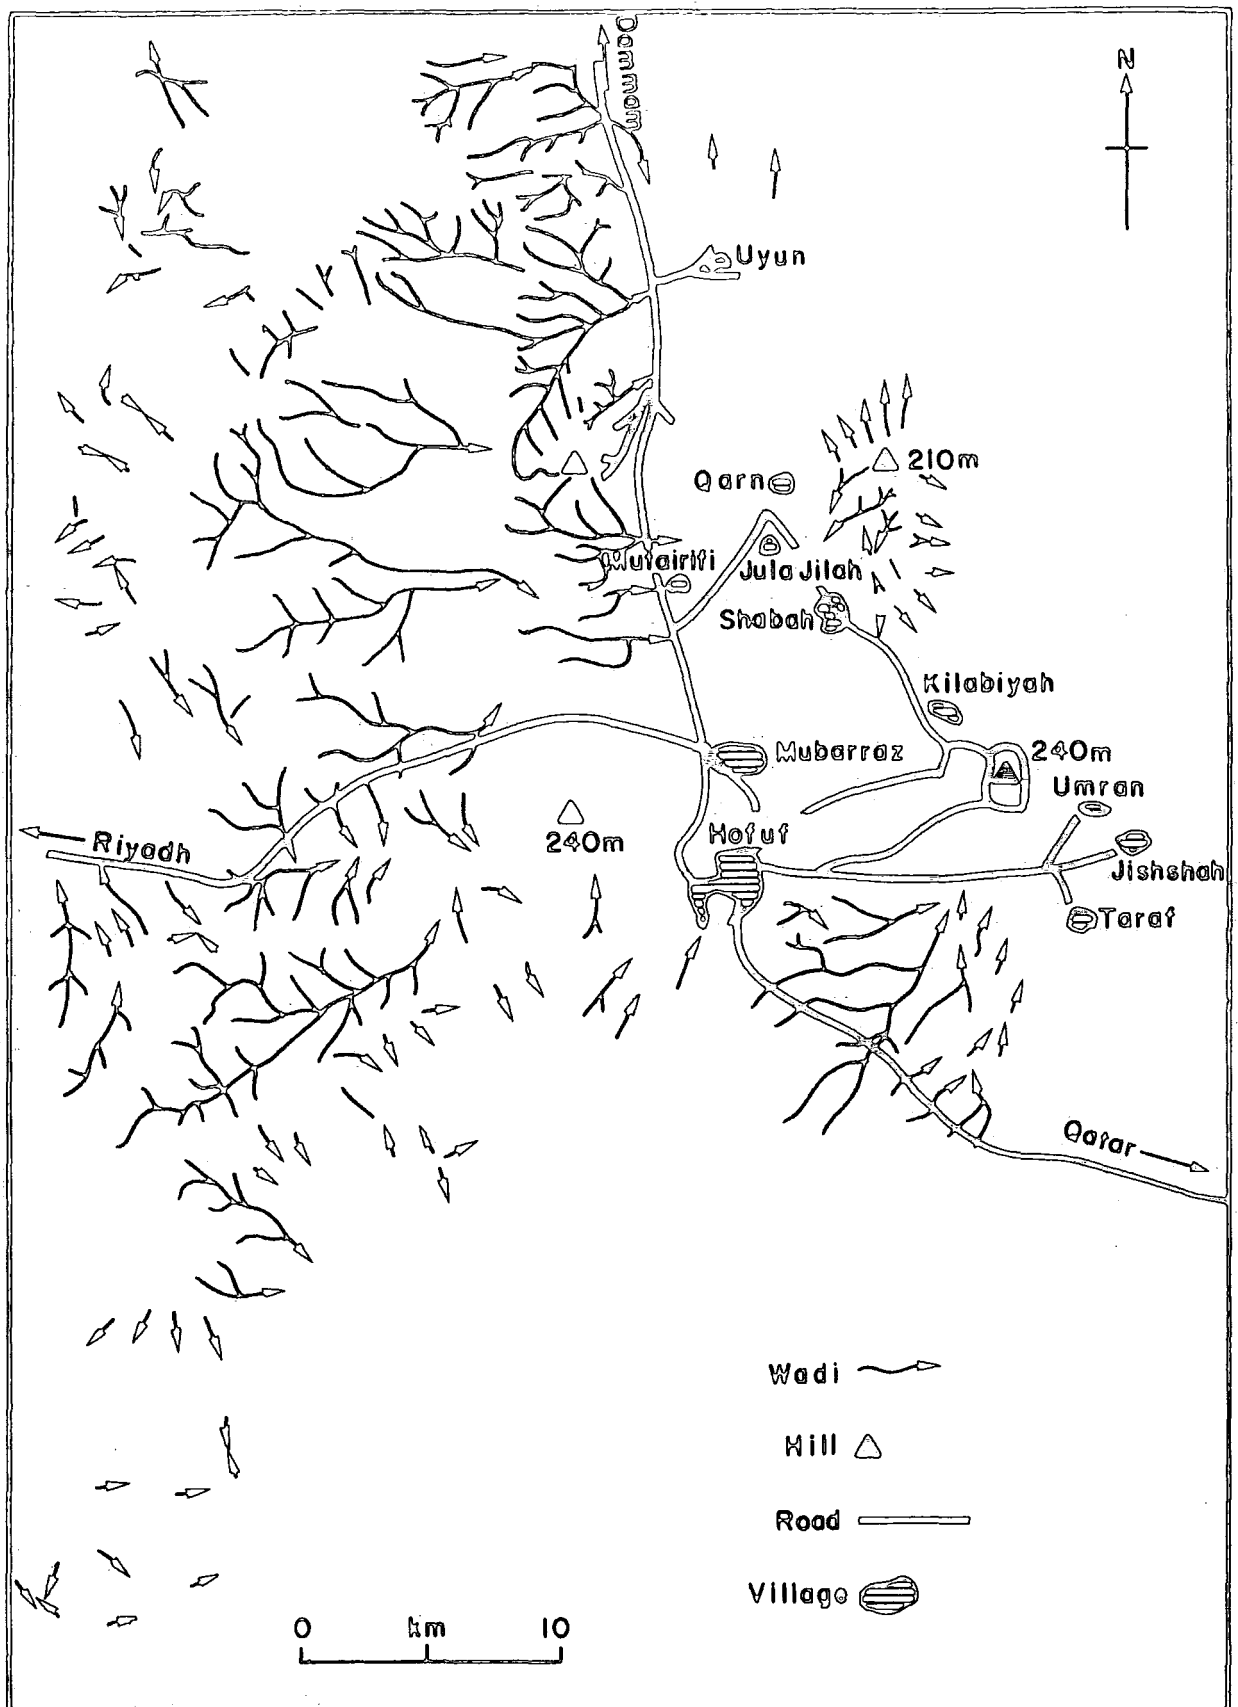 Dammam
N
Uyun
210m
Qarn
Mutairifi
Jula Jilah
Shabah
Kilabiyah
Mubarraz
240m
Umran
240m
Hofuf
Riyadh
Jishshah
Taraf
Qatar
Wadi
Hill
Road
Village
0 km 10